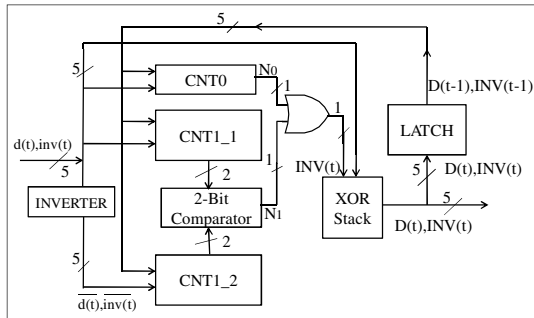 5
5
CNT0
N0
1
1
D(t-1),INV(t-1)
CNT1_1
LATCH
d(t),inv(t)
5
2
1
INV(t)
5
D(t),INV(t)
INVERTER
2-Bit
Comparator
N1
XOR
Stack
5
2
D(t),INV(t)
5
CNT1_2
d(t),inv(t)